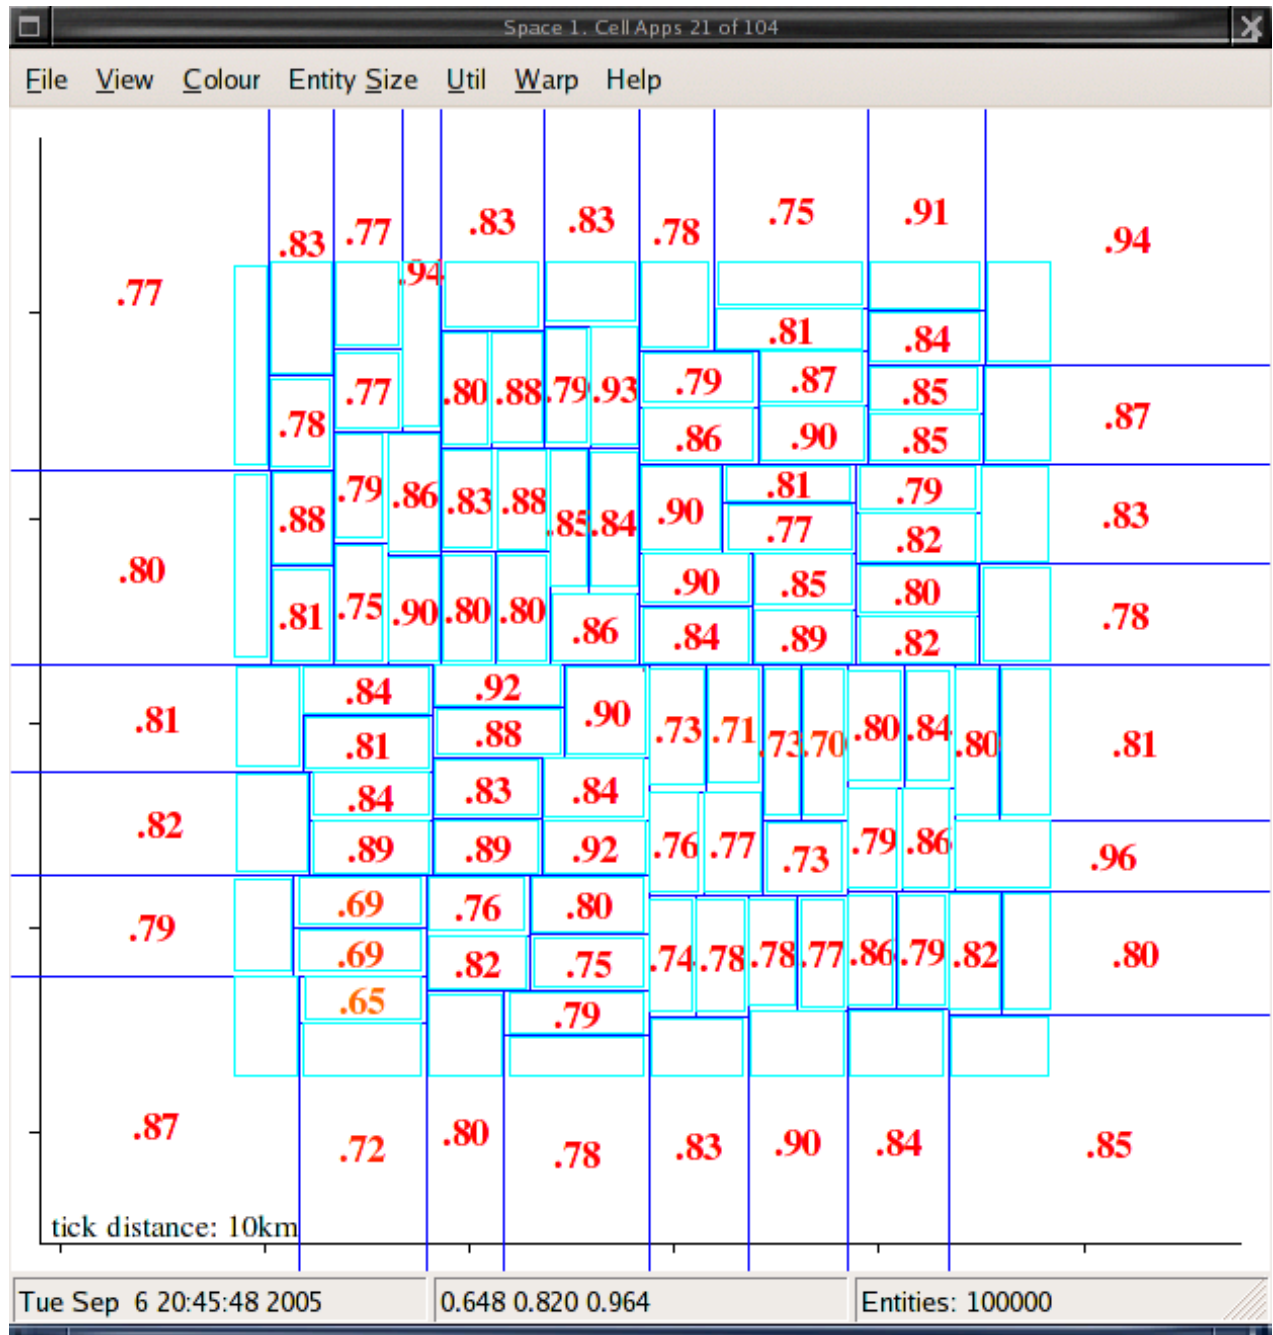 Space 1. Cell Apps 21 of 104
File View Colour Entity Size Util Warp Help
.77 .83 .77 .94 .83 .83 .78 .75 .91 .94
.81 .84
.78 .77 .80 .88 .79 .93 .79 .87 .85 .87
.86 .90 .85
.80 .88 .79 .86 .83 .88 .85 .84 .90 .81 .79 .83
.77 .82
.81 .75 .90 .80 .80 .86 .90 .85 .80 .78
.84 .89 .82
.81 .84 .92 .90 .73 .71 .73 .70 .80 .84 .80 .81
.81 .88
.82 .84 .83 .84 .76 .77 .73 .79 .86 .96
.89 .89 .92
.79 .69 .76 .80 .74 .78 .78 .77 .86 .79 .82 .80
.69 .82 .75
.65 .79
.87 .72 .80 .78 .83 .90 .84 .85
tick distance: 10km
Tue Sep 6 20:45:48 2005 0.648 0.820 0.964 Entities: 100000